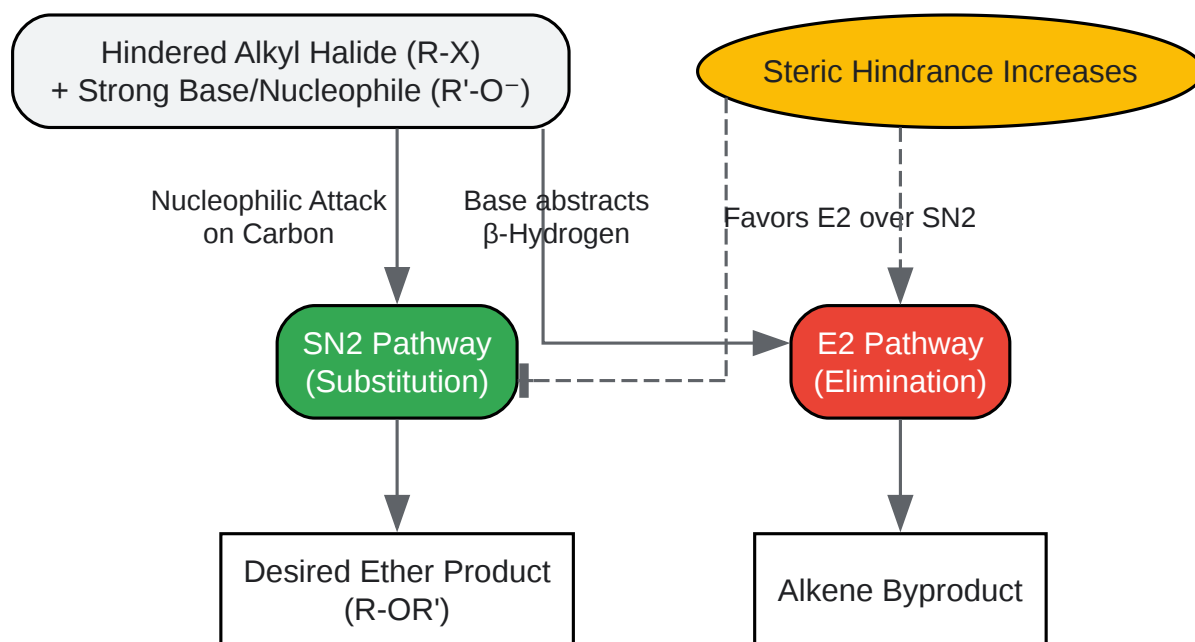 Hindered Alkyl Halide (R-X)
+ Strong Base/Nucleophile (R'-O⁻)
Steric Hindrance Increases
Nucleophilic Attack
on Carbon
Base abstracts
β-Hydrogen
Favors E2 over SN2
SN2 Pathway
(Substitution)
E2 Pathway
(Elimination)
Desired Ether Product
(R-OR')
Alkene Byproduct